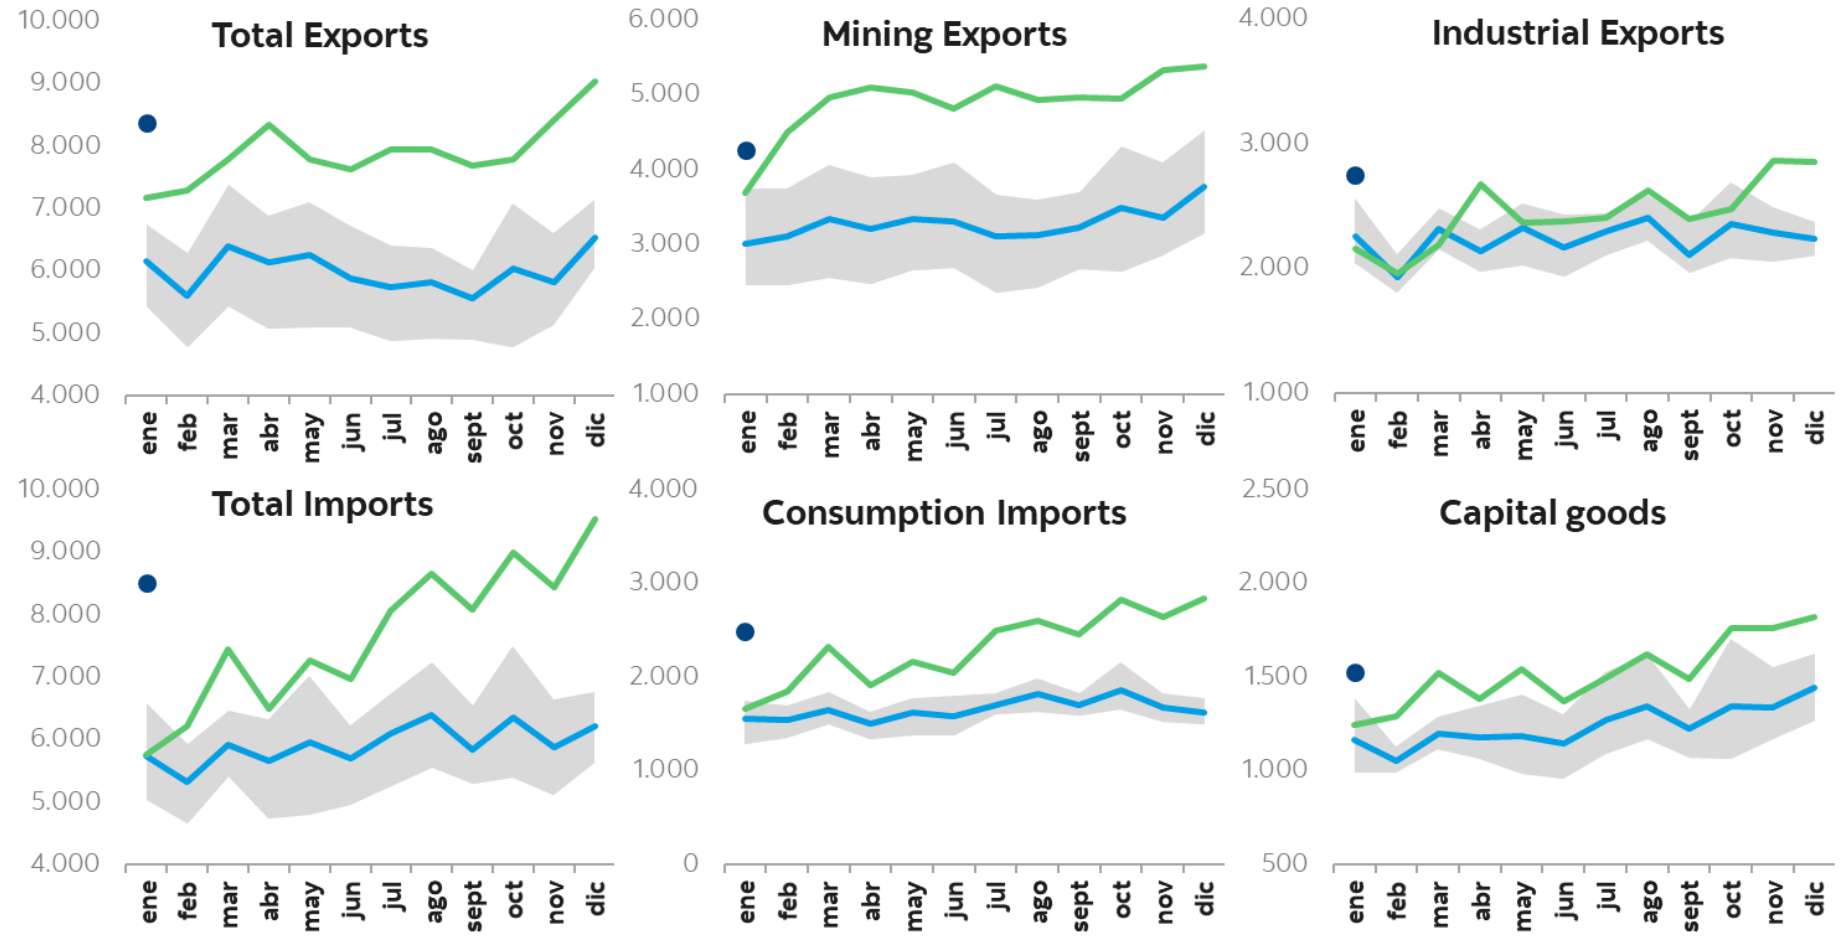 Total Exports
10.000
9.000
8.000
7.000
6.000
5.000
4.000
ene feb mar abr may jun jul ago sept oct nov dic
Mining Exports
6.000
5.000
4.000
3.000
2.000
1.000
ene feb mar abr may jun jul ago sept oct nov dic
Industrial Exports
4.000
3.000
2.000
1.000
ene feb mar abr may jun jul ago sept oct nov dic
Total Imports
10.000
9.000
8.000
7.000
6.000
5.000
4.000
ene feb mar abr may jun jul ago sept oct nov dic
Consumption Imports
4.000
3.000
2.000
1.000
0
ene feb mar abr may jun jul ago sept oct nov dic
Capital goods
2.500
2.000
1.500
1.000
500
ene feb mar abr may jun jul ago sept oct nov dic